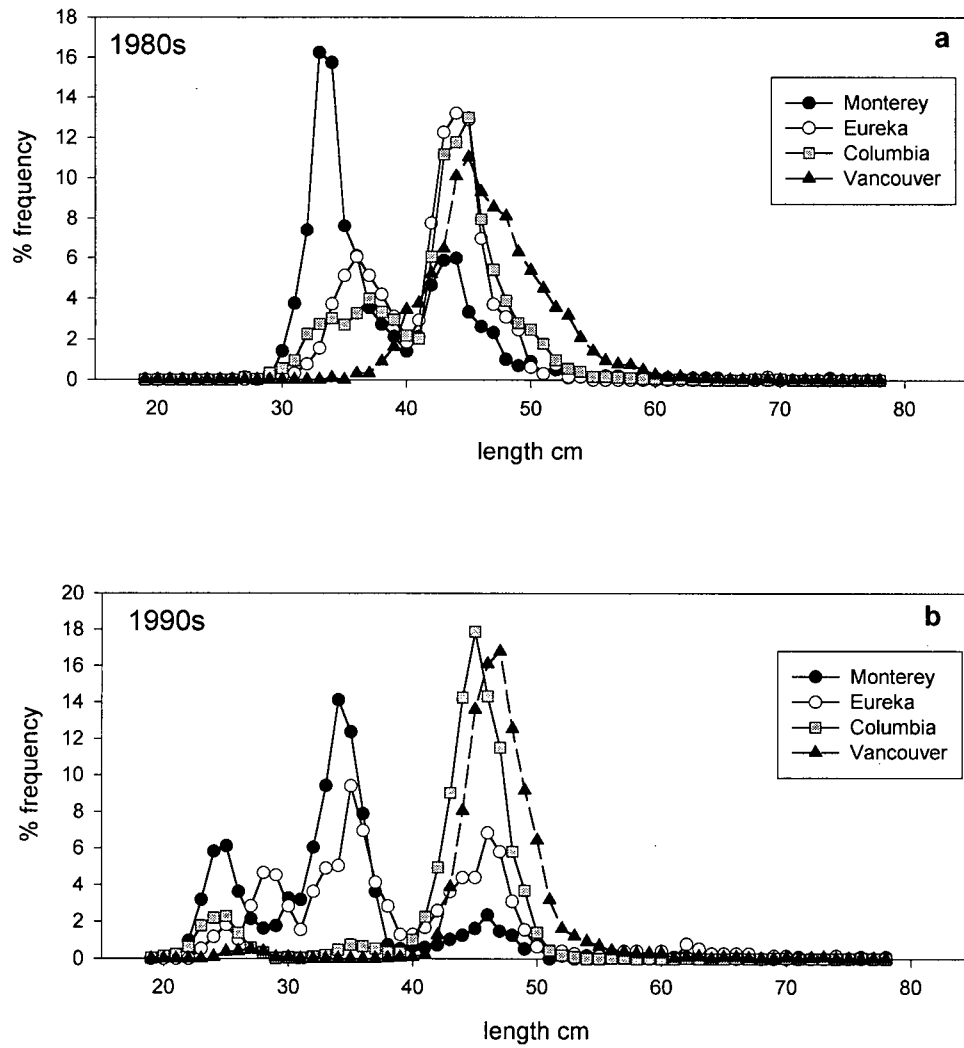 1980s
a
Monterey
Eureka
Columbia
Vancouver
% frequency
18
16
14
12
10
8
6
4
2
0
20 30 40 50 60 70 80
length cm
1990s
b
Monterey
Eureka
Columbia
Vancouver
% frequency
20
18
16
14
12
10
8
6
4
2
0
20 30 40 50 60 70 80
length cm